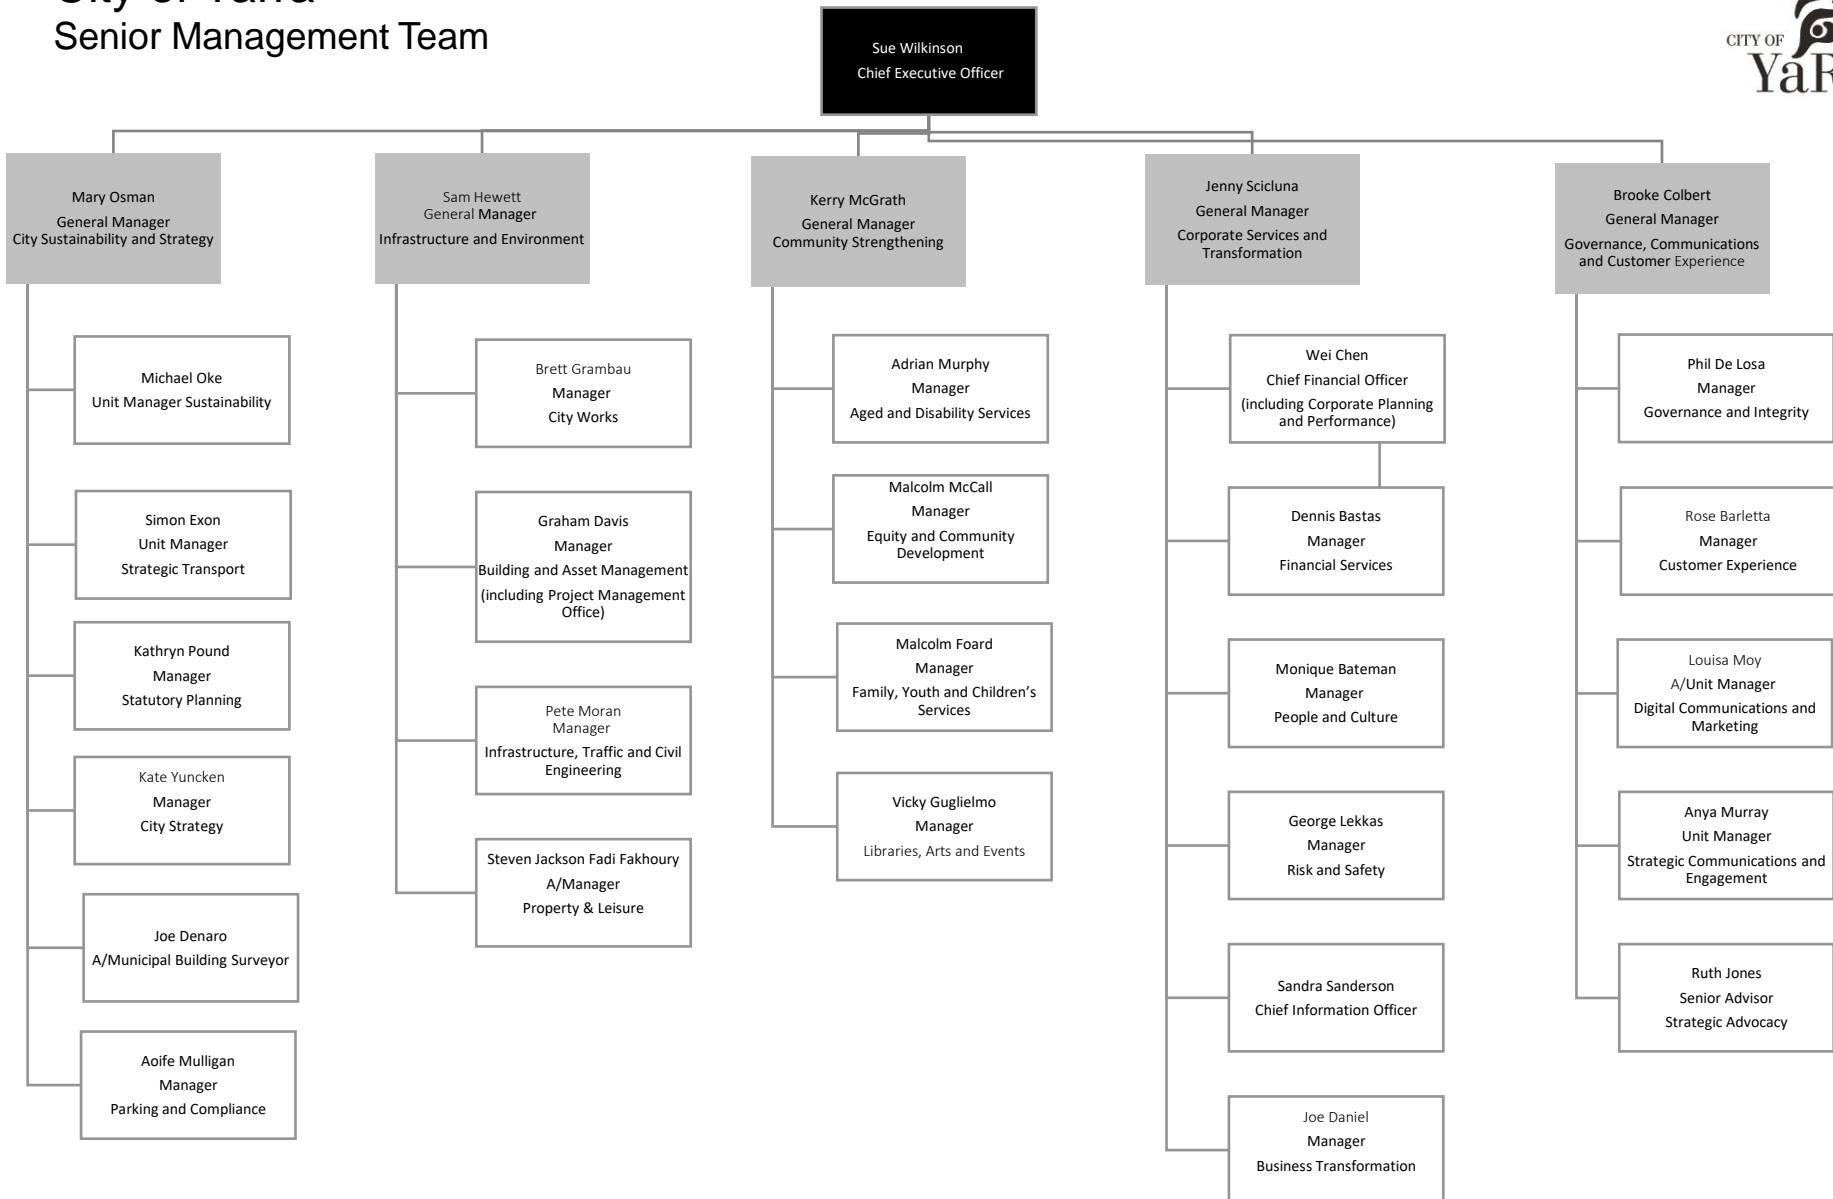 Senior Management Team
Sue Wilkinson
Chief Executive Officer
CITY OF
Mary Osman
General Manager
City Sustainability and Strategy
Sam Hewett
General Manager
Infrastructure and Environment
Kerry McGrath
General Manager
Community Strengthening
Jenny Scicluna
General Manager
Corporate Services and
Transformation
Brooke Colbert
General Manager
Governance, Communications
and Customer Experience
Michael Oke
Unit Manager Sustainability
Simon Exon
Unit Manager
Strategic Transport
Kathryn Pound
Manager
Statutory Planning
Kate Yuncken
Manager
City Strategy
Joe Denaro
A/Municipal Building Surveyor
Aoife Mulligan
Manager
Parking and Compliance
Brett Grambau
Manager
City Works
Graham Davis
Manager
Building and Asset Management
(including Project Management
Office)
Pete Moran
Manager
Infrastructure, Traffic and Civil
Engineering
Steven Jackson Fadi Fakhoury
A/Manager
Property & Leisure
Adrian Murphy
Manager
Aged and Disability Services
Malcolm McCall
Manager
Equity and Community
Development
Malcolm Foard
Manager
Family, Youth and Children’s
Services
Vicky Guglielmo
Manager
Libraries, Arts and Events
Wei Chen
Chief Financial Officer
(including Corporate Planning
and Performance)
Dennis Bastas
Manager
Financial Services
Monique Bateman
Manager
People and Culture
George Lekkas
Manager
Risk and Safety
Sandra Sanderson
Chief Information Officer
Joe Daniel
Manager
Business Transformation
Phil De Losa
Manager
Governance and Integrity
Rose Barletta
Manager
Customer Experience
Louisa Moy
A/Unit Manager
Digital Communications and
Marketing
Anya Murray
Unit Manager
Strategic Communications and
Engagement
Ruth Jones
Senior Advisor
Strategic Advocacy